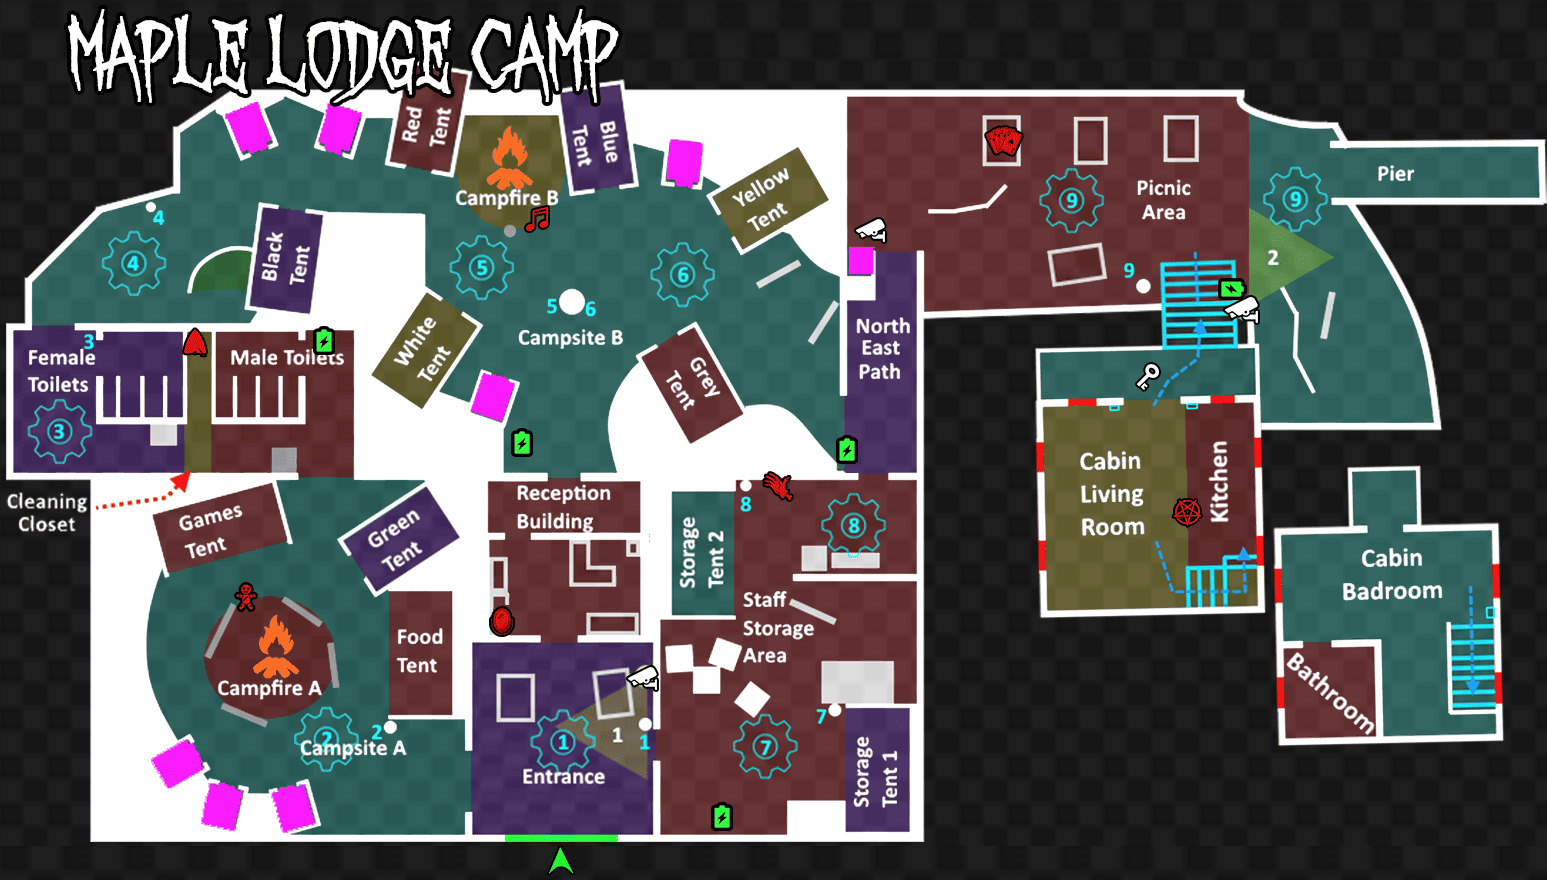 MAPLE LODGE CAMP
Red
Tent
Blue
Tent
Campfire B
Yellow
Tent
Picnic
Area
Pier
9
9
9
2
4
4
Black
Tent
5
6
5 6
Campsite B
White
Tent
Grey
Tent
North
East
Path
3
Female
Toilets
Male Toilets
3
Cleaning
Closet
Games
Tent
Green
Tent
Reception
Building
Storage
Tent 2
8
8
Staff
Storage
Area
Cabin
Living
Room
Kitchen
Cabin
Badroom
Bathroom
Food
Tent
Campfire A
2
2
Campsite A
1
1
1
Entrance
7
7
Storage
Tent 1